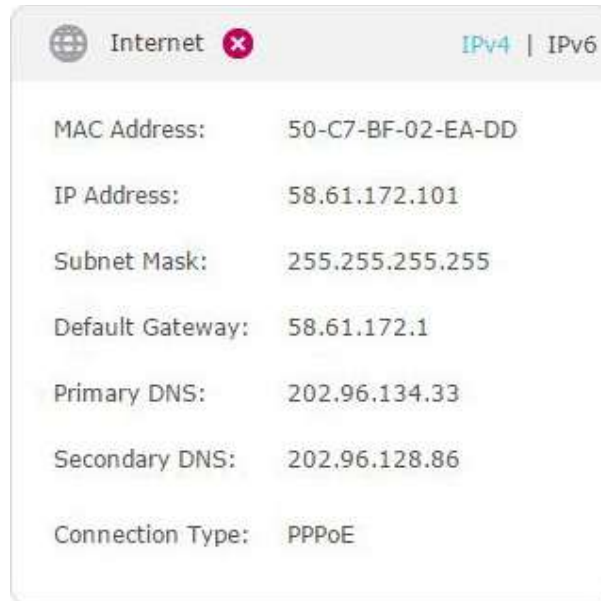 Internet IPv4 | IPv6
MAC Address: 50-C7-BF-02-EA-DD
IP Address: 58.61.172.101
Subnet Mask: 255.255.255.255
Default Gateway: 58.61.172.1
Primary DNS: 202.96.134.33
Secondary DNS: 202.96.128.86
Connection Type: PPPoE